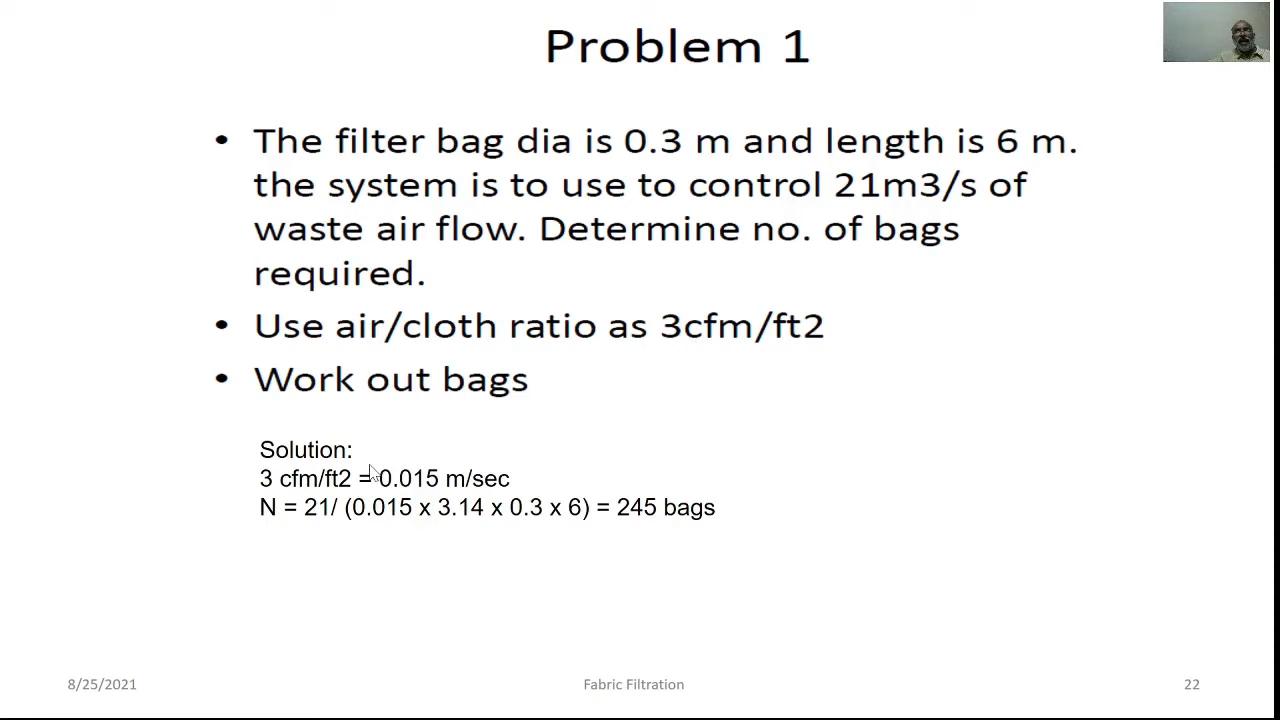 Problem 1
• The filter bag dia is 0.3 m and length is 6 m.
the system is to use to control 21m3/s of
waste air flow. Determine no. of bags
required.
• Use air/cloth ratio as 3cfm/ft2
• Work out bags
Solution:
3 cfm/ft2 = 0.015 m/sec
N = 21/ (0.015 x 3.14 x 0.3 x 6) = 245 bags
8/25/2021
Fabric Filtration
22